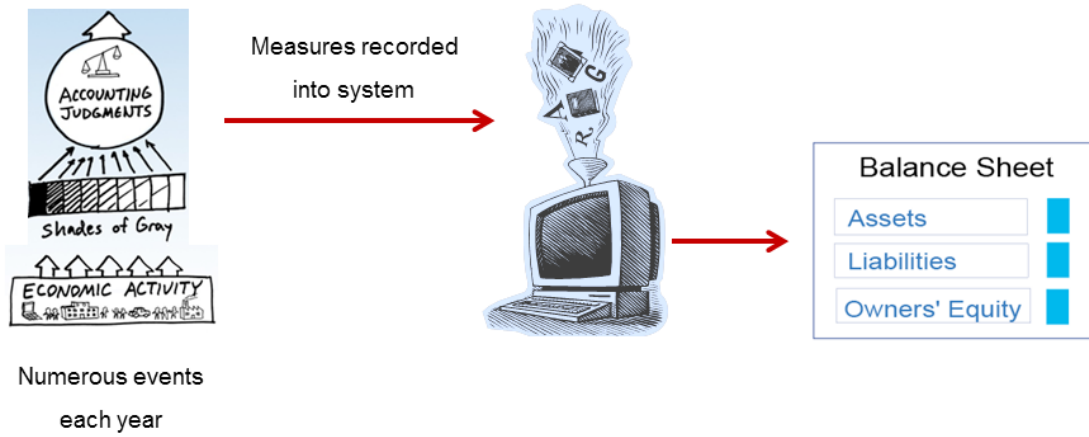 ACCOUNTING
JUDGMENTS
Shades of Gray
ECONOMIC ACTIVITY
Numerous events
each year
Measures recorded
into system
G
A
R
Balance Sheet
Assets
Liabilities
Owners' Equity